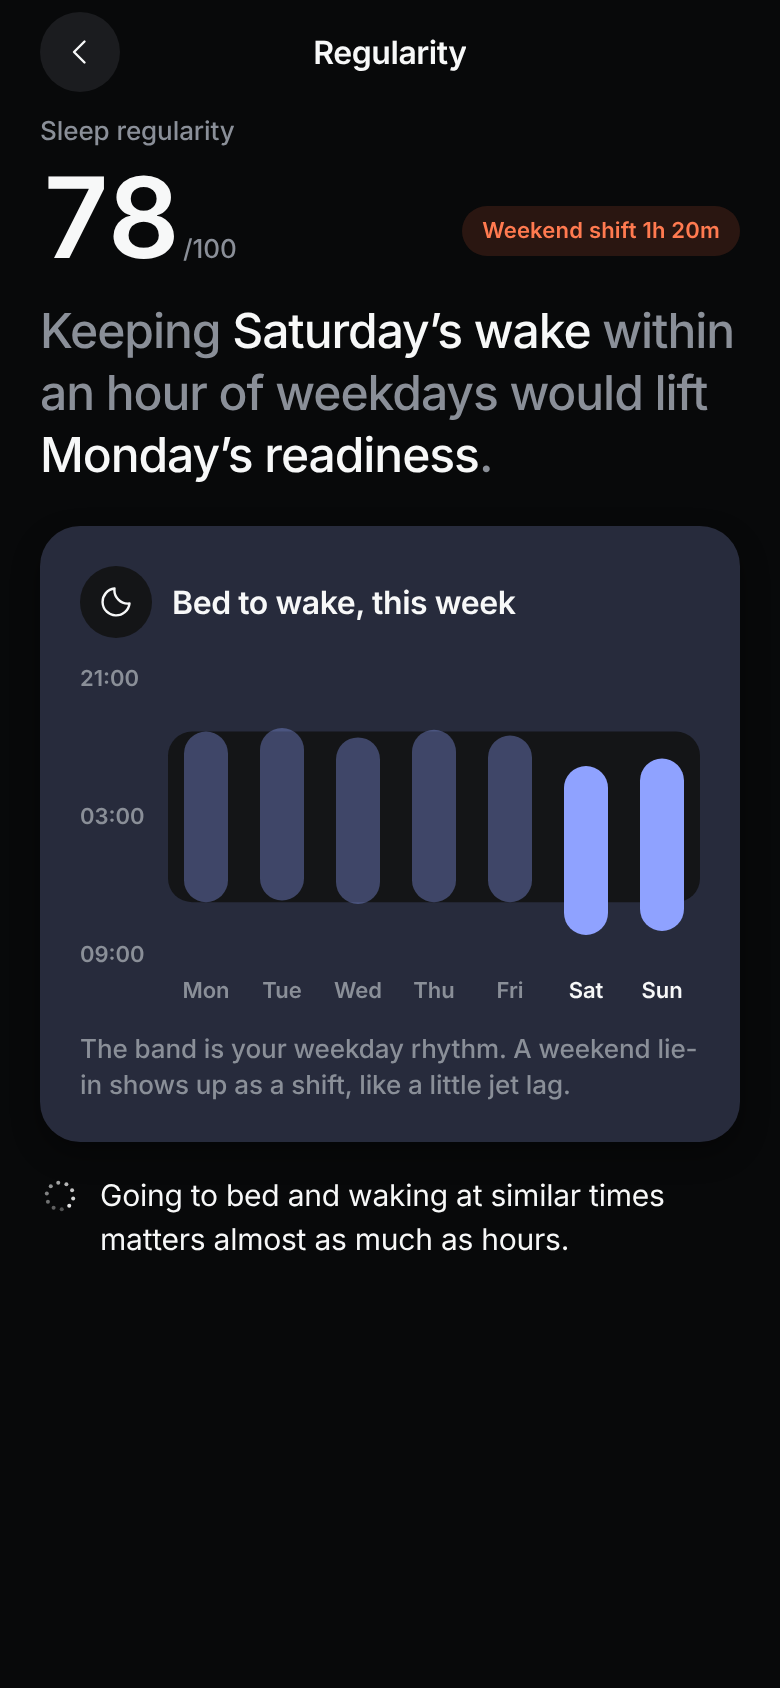 Regularity
Sleep regularity
78/100
Weekend shift 1h 20m
Keeping Saturday’s wake within
an hour of weekdays would lift
Monday’s readiness.
Bed to wake, this week
21:00
03:00
09:00
Mon Tue Wed Thu Fri Sat Sun
The band is your weekday rhythm. A weekend lie-
in shows up as a shift, like a little jet lag.
Going to bed and waking at similar times
matters almost as much as hours.